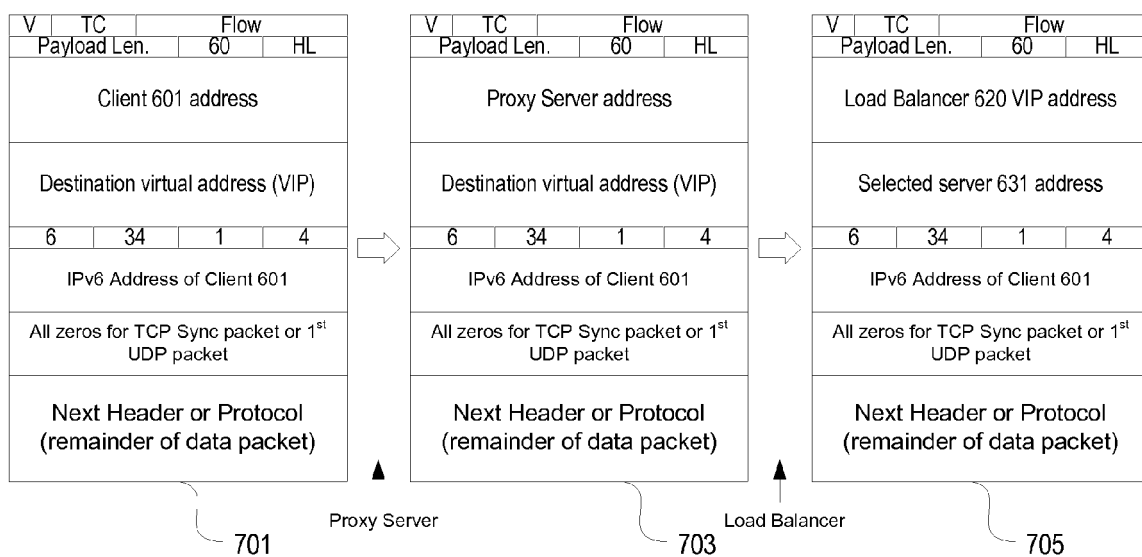 V TC Flow
Payload Len. 60 HL
Client 601 address
Destination virtual address (VIP)
6 34 1 4
IPv6 Address of Client 601
All zeros for TCP Sync packet or 1st
UDP packet
Next Header or Protocol
(remainder of data packet)
701
Proxy Server
V TC Flow
Payload Len. 60 HL
Proxy Server address
Destination virtual address (VIP)
6 34 1 4
IPv6 Address of Client 601
All zeros for TCP Sync packet or 1st
UDP packet
Next Header or Protocol
(remainder of data packet)
703
Load Balancer
V TC Flow
Payload Len. 60 HL
Load Balancer 620 VIP address
Selected server 631 address
6 34 1 4
IPv6 Address of Client 601
All zeros for TCP Sync packet or 1st
UDP packet
Next Header or Protocol
(remainder of data packet)
705